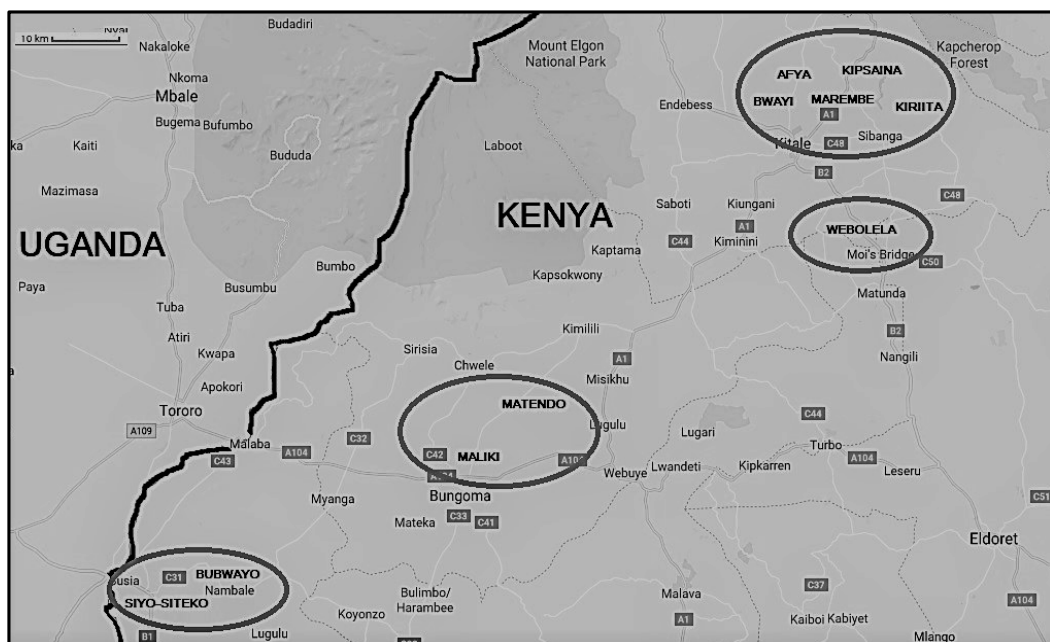 Budadiri
10 km
Nakaloke
Mount Elgon
National Park
Kapcherop
Forest
AFYA
KIPSAINA
Nkoma
Mbale
Endebess
BWAYI
MAREMBE
KIRIITA
A1
Bugema
Bufumbo
Kaiti
Bududa
Laboot
Kitale
C48
Sibanga
B2
Mazimasa
C48
Saboti
Kiungani
KENYA
A1
UGANDA
WEBOLELA
C44
Kiminini
Kaptama
Moi's Bridge
C50
Bumbo
Kapsokwony
Paya
Busumbu
Matunda
Tuba
Kimilili
B2
Atiri
Sirisia
Kwapa
Chwele
A1
Nangili
Misikhu
Apokori
MATENDO
Tororo
C44
A109
Lugulu
Lugari
Malaba
C32
Turbo
A104
C42
MALIKI
A104
A104
C43
Kipkarren
Leseru
Webuye
Lwandeti
A104
Myanga
Bungoma
C51
Mateka
C33
C41
Eldoret
BUBWAYO
C31
Busia
Nambale
SIYO-SITEKO
Bulimbo/
Harambee
Malava
C37
A104
Koyonzo
A1
Kaiboi
Kabiyet
B1
Lugulu
Mlango